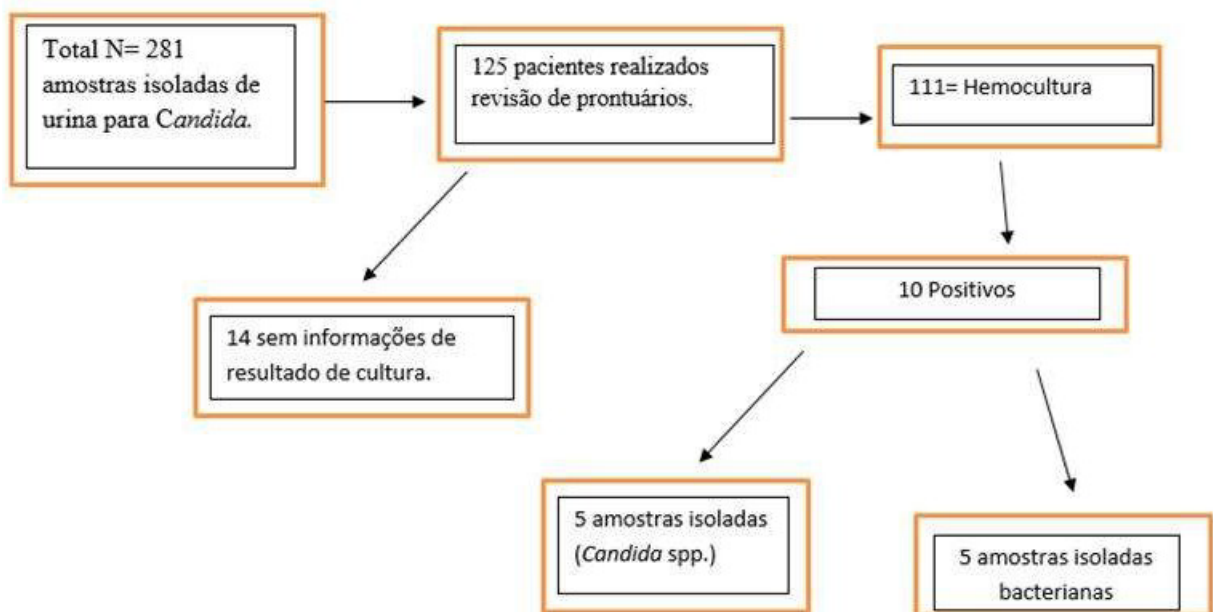 Total N= 281
amostras isoladas de
urina para Candida.
125 pacientes realizados
revisão de prontuários.
111= Hemocultura
14 sem informações de
resultado de cultura.
10 Positivos
5 amostras isoladas
(Candida spp.)
5 amostras isoladas
bacterianas